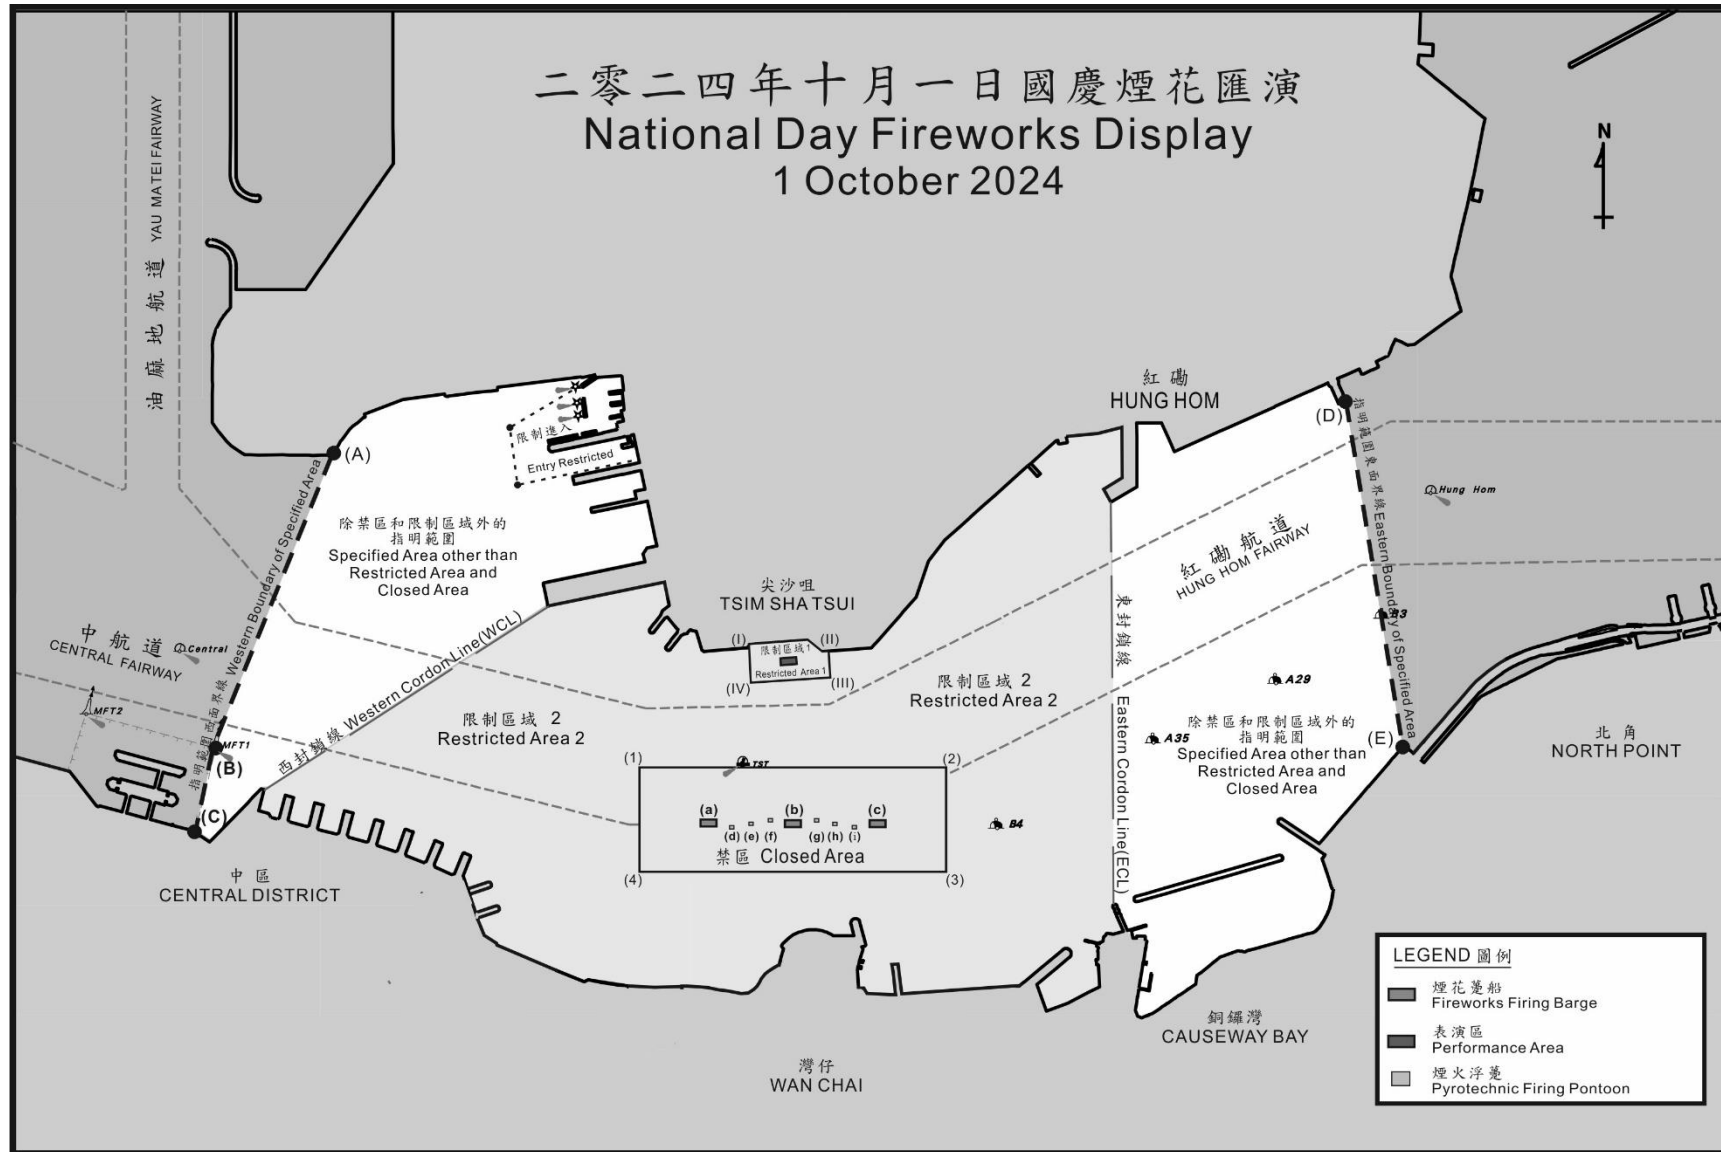 二零二四年十月一日國慶煙花匯演
National Day Fireworks Display
1 October 2024
N
油麻地航道 YAU MATEI FAIRWAY
紅磡
HUNG HOM
(A)
(D)
限制進入
Entry Restricted
指明範圍西面界線 Western Boundary of Specified Area
指明範圍東面界線 Eastern Boundary of Specified Area
Hung Hom
除禁區和限制區域外的
指明範圍
Specified Area other than
Restricted Area and
Closed Area
紅磡航道
HUNG HOM FAIRWAY
尖沙咀
TSIM SHA TSUI
中航道
CENTRAL FAIRWAY
Central
西封鎖線 Western Cordon Line(WCL)
東封鎖線 Eastern Cordon Line(ECL)
(I)
(II)
限制區域 1
Restricted Area 1
(IV)
(III)
限制區域 2
Restricted Area 2
限制區域 2
Restricted Area 2
A29
MFT2
MFT1
(B)
(C)
A35
除禁區和限制區域外的
指明範圍
Specified Area other than
Restricted Area and
Closed Area
(E)
北角
NORTH POINT
(1)
TST
(2)
(a)
(b)
(c)
(d) (e) (f)
(g) (h) (i)
禁區 Closed Area
B4
(4)
(3)
中區
CENTRAL DISTRICT
銅鑼灣
CAUSEWAY BAY
灣仔
WAN CHAI
LEGEND 圖例
煙花躉船
Fireworks Firing Barge
表演區
Performance Area
煙火浮躉
Pyrotechnic Firing Pontoon